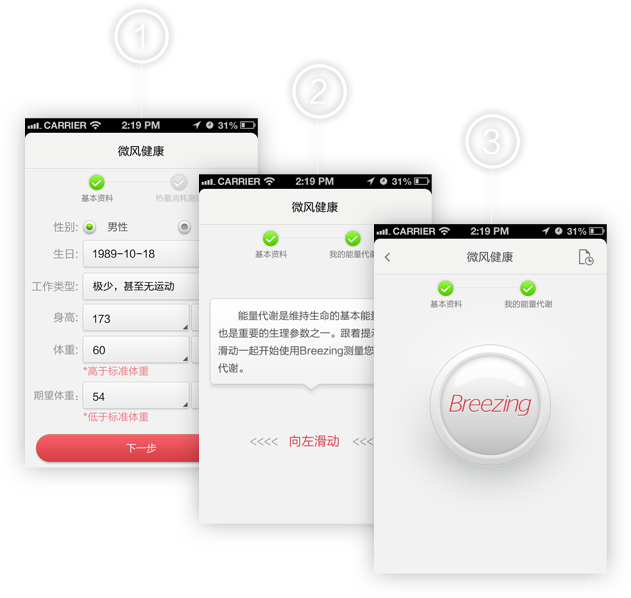 1
CARRIER 2:19 PM 31%
微风健康
基本资料
性别: 男性
生日: 1989-10-18
工作类型: 极少，甚至无运动
身高: 173
体重: 60
*高于标准体重
期望体重: 54
*低于标准体重
下一步
2
CARRIER 2:19 PM 31%
微风健康
基本资料 我的能量代谢
能量代谢是维持生命的基本能量
也是重要的生理参数之一。跟着提示
滑动一起开始使用Breezing测量您
代谢。
<<<< 向左滑动 <<<
3
CARRIER 2:19 PM 31%
< 微风健康
基本资料 我的能量代谢
Breezing